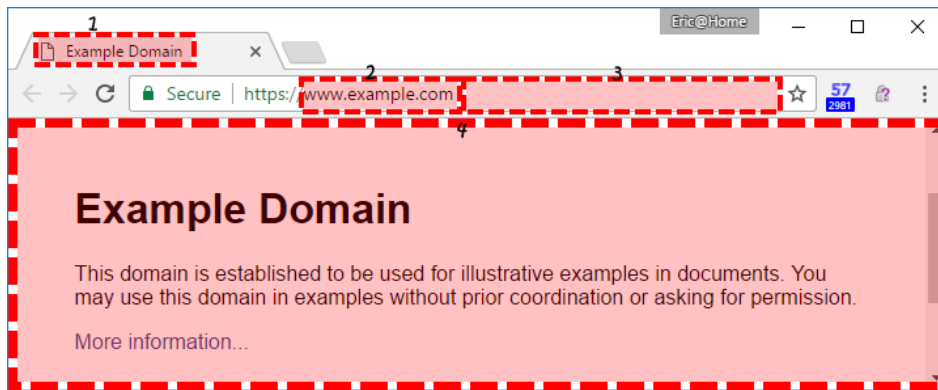 1
Eric@Home
Example Domain
2
3
Secure | https://www.example.com
57
2981
4
Example Domain
This domain is established to be used for illustrative examples in documents. You
may use this domain in examples without prior coordination or asking for permission.
More information...